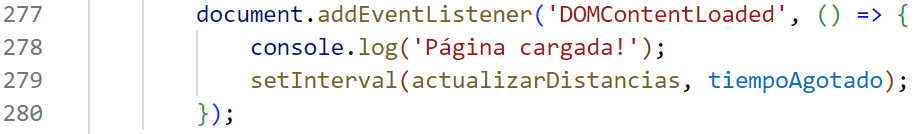 277 document.addEventListener('DOMContentLoaded', () => {
278 console.log('Página cargada!');
279 setInterval(actualizarDistancias, tiempoAgotado);
280 });